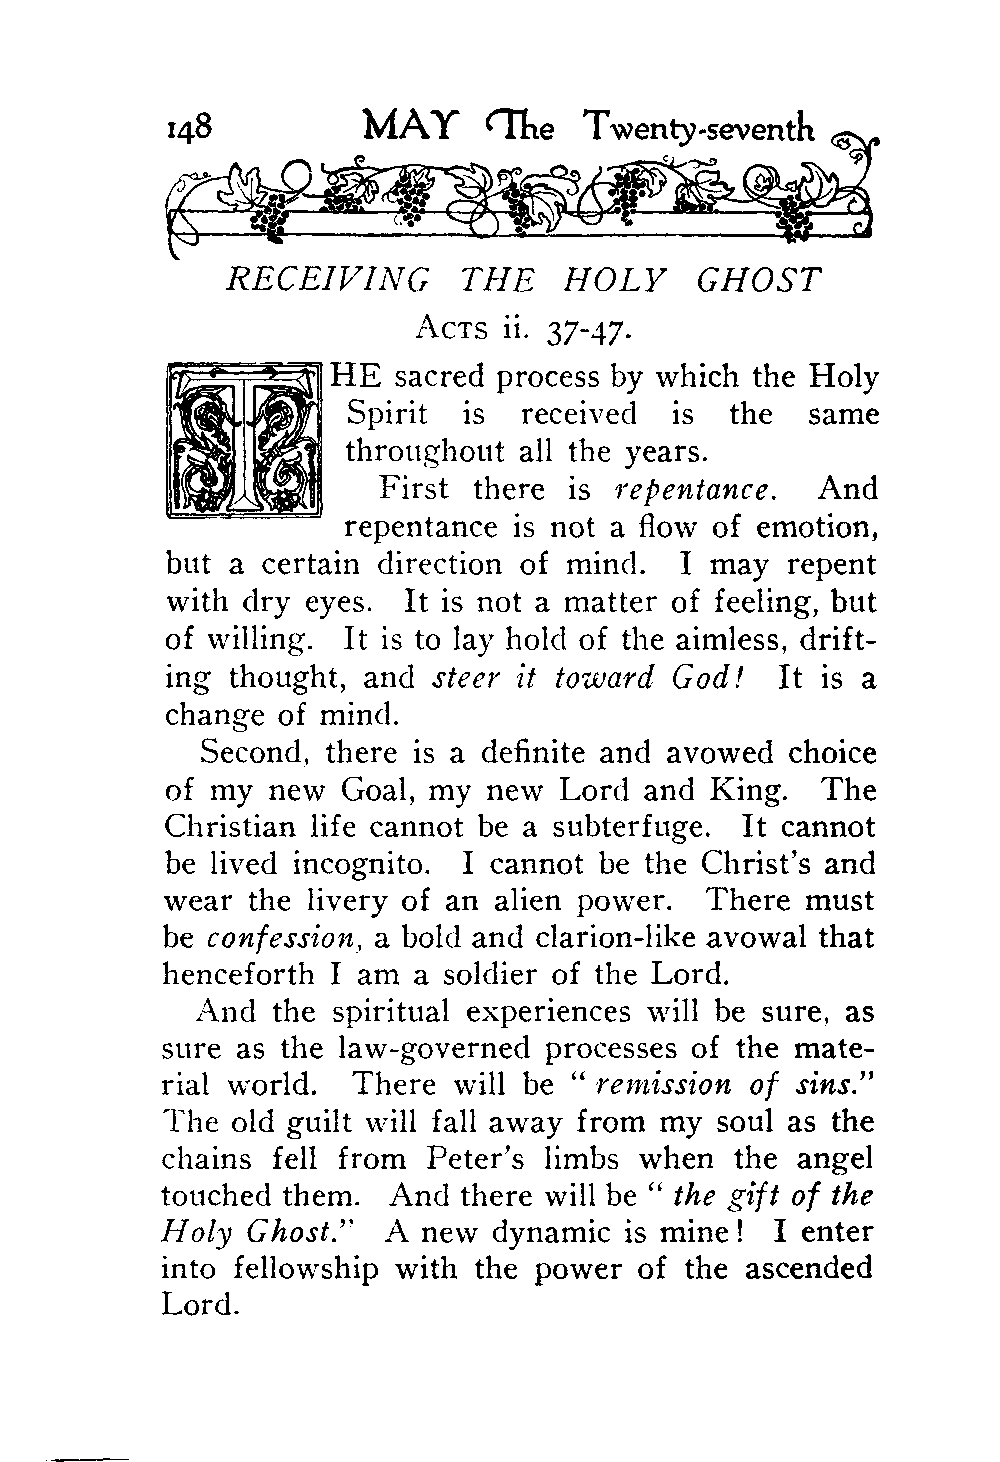 148 MAY The Twenty-seventh
RECEIVING THE HOLY GHOST
Acts ii. 37-47.
THE sacred process by which the Holy
Spirit is received is the same
throughout all the years.
First there is repentance. And
repentance is not a flow of emotion,
but a certain direction of mind. I may repent
with dry eyes. It is not a matter of feeling, but
of willing. It is to lay hold of the aimless, drift-
ing thought, and steer it toward God! It is a
change of mind.
Second, there is a definite and avowed choice
of my new Goal, my new Lord and King. The
Christian life cannot be a subterfuge. It cannot
be lived incognito. I cannot be the Christ's and
wear the livery of an alien power. There must
be confession, a bold and clarion-like avowal that
henceforth I am a soldier of the Lord.
And the spiritual experiences will be sure, as
sure as the law-governed processes of the mate-
rial world. There will be " remission of sins."
The old guilt will fall away from my soul as the
chains fell from Peter's limbs when the angel
touched them. And there will be " the gift of the
Holy Ghost." A new dynamic is mine! I enter
into fellowship with the power of the ascended
Lord.